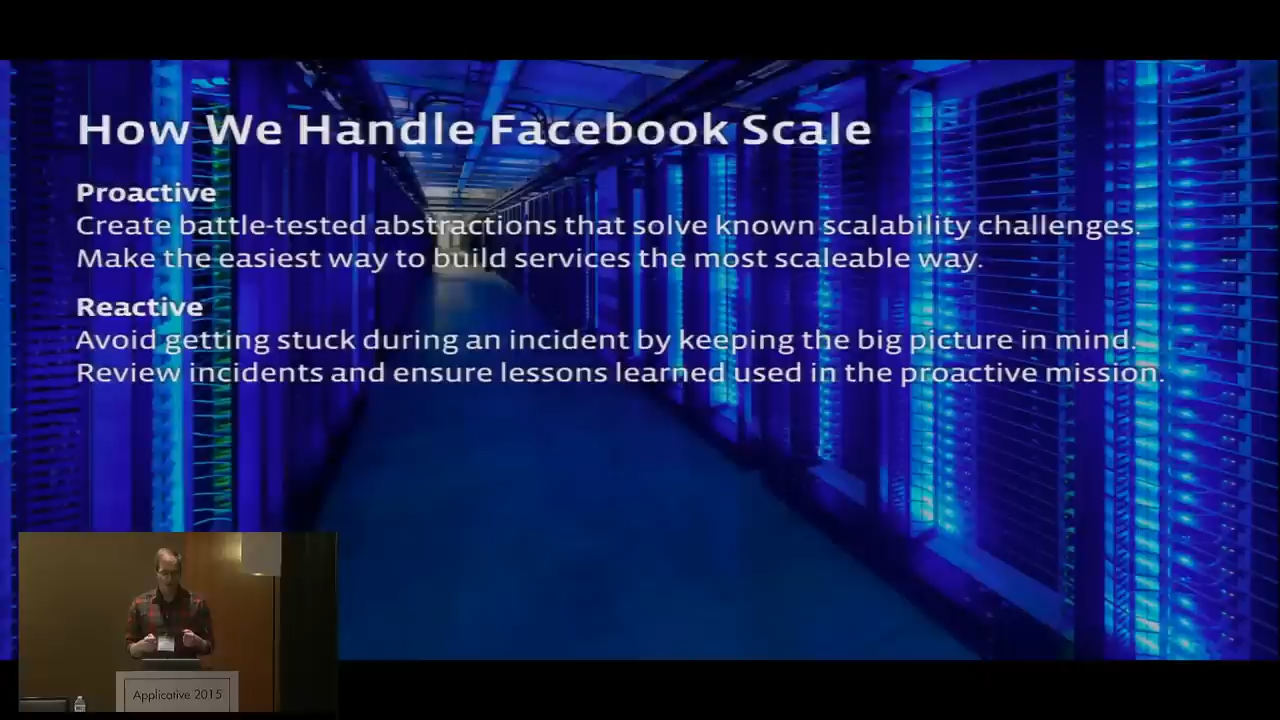 How We Handle Facebook Scale
Proactive
Create battle-tested abstractions that solve known scalability challenges.
Make the easiest way to build services the most scaleable way.
Reactive
Avoid getting stuck during an incident by keeping the big picture in mind.
Review incidents and ensure lessons learned used in the proactive mission.
Applicative 2015